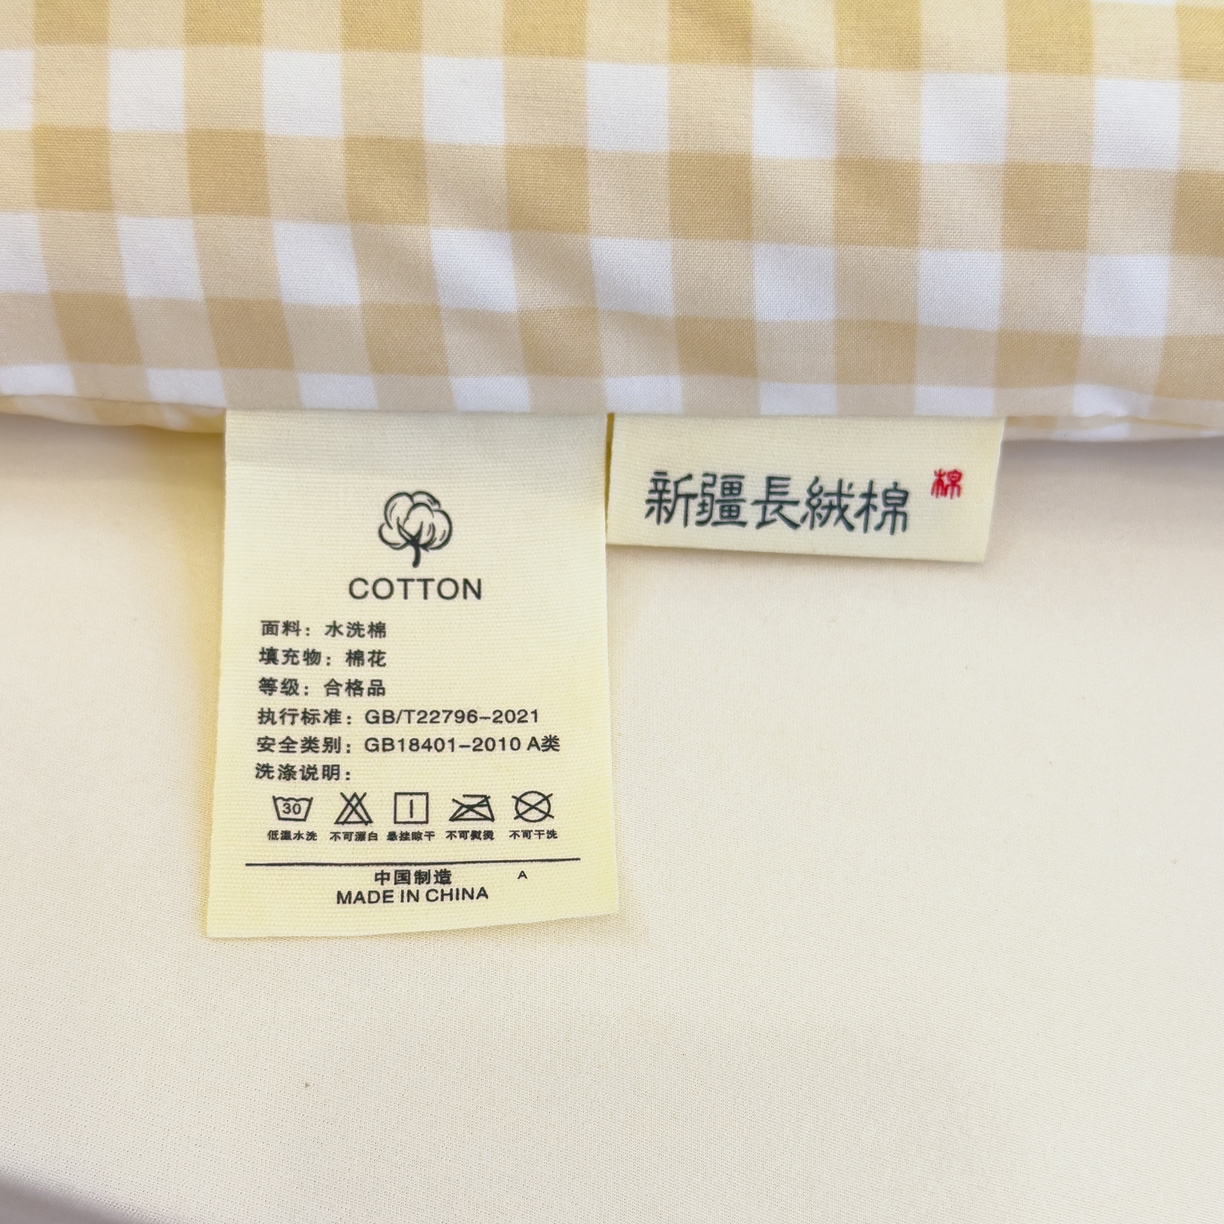 COTTON
面料：水洗棉
填充物：棉花
等级：合格品
执行标准：GB/T22796-2021
安全类别：GB18401-2010 A类
洗涤说明：
30
低温水洗 不可漂白 悬挂晾干 不可熨烫 不可干洗
中国制造 A
MADE IN CHINA
新疆長絨棉 棉